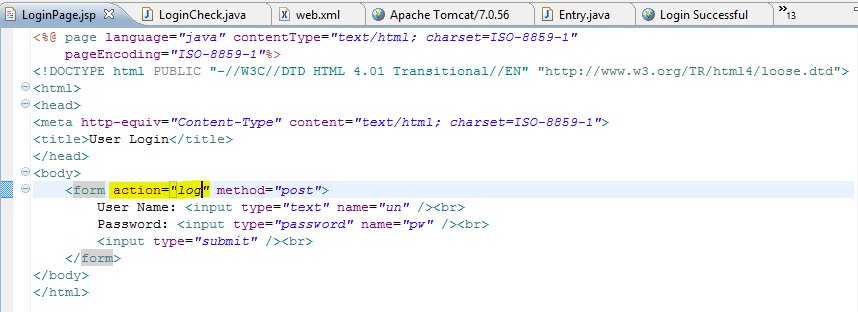 LoginPage.jsp LoginCheck.java web.xml Apache Tomcat/7.0.56 Entry.java Login Successful »13
<%@ page language="java" contentType="text/html; charset=ISO-8859-1"
    pageEncoding="ISO-8859-1"%>
<!DOCTYPE html PUBLIC "-//W3C//DTD HTML 4.01 Transitional//EN" "http://www.w3.org/TR/html4/loose.dtd">
<html>
<head>
<meta http-equiv="Content-Type" content="text/html; charset=ISO-8859-1">
<title>User Login</title>
</head>
<body>
    <form action="log" method="post">
        User Name: <input type="text" name="un" /><br>
        Password: <input type="password" name="pw" /><br>
        <input type="submit" /><br>
    </form>
</body>
</html>